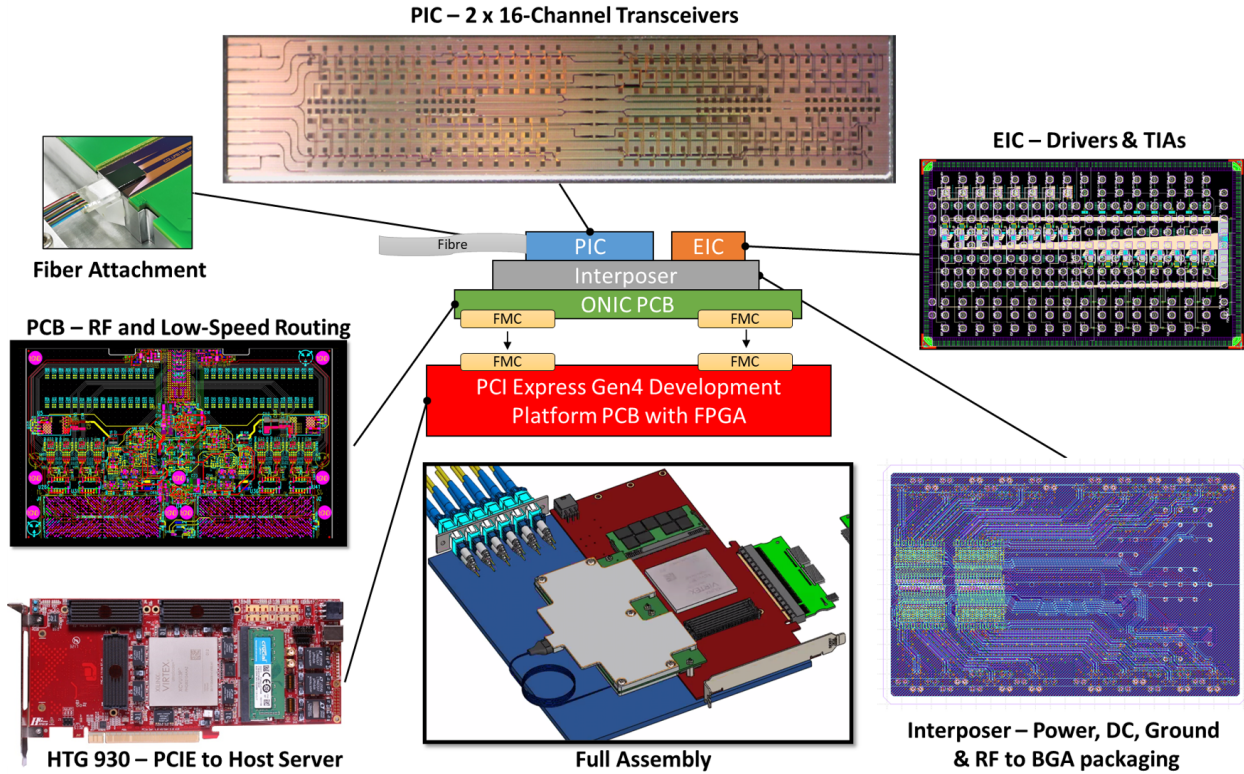 PIC – 2 x 16-Channel Transceivers
EIC – Drivers & TIAs
Fibre
PIC
EIC
Fiber Attachment
Interposer
ONIC PCB
PCB – RF and Low-Speed Routing
FMC
FMC
FMC
FMC
PCI Express Gen4 Development
Platform PCB with FPGA
VIRTEX
HTG 930 – PCIE to Host Server
Full Assembly
Interposer – Power, DC, Ground
& RF to BGA packaging